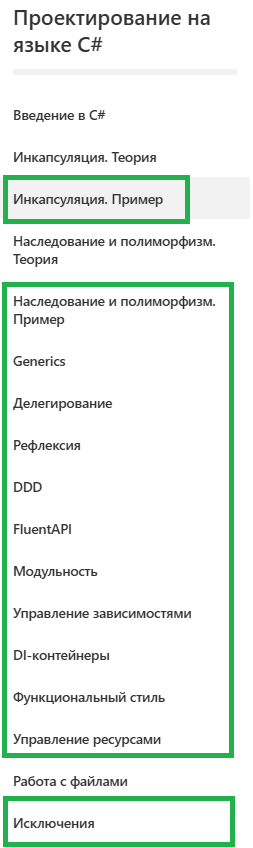 Проектирование на
языке C#
Введение в C#
Инкапсуляция. Теория
Инкапсуляция. Пример
Наследование и полиморфизм.
Теория
Наследование и полиморфизм.
Пример
Generics
Делегирование
Рефлексия
DDD
FluentAPI
Модульность
Управление зависимостями
DI-контейнеры
Функциональный стиль
Управление ресурсами
Работа с файлами
Исключения